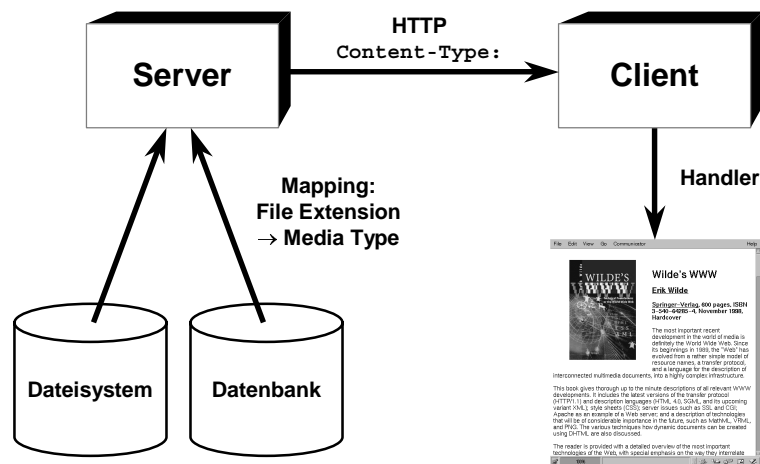 HTTP
Content-Type:
Server
Client
Mapping:
File Extension
→ Media Type
Handler
Dateisystem
Datenbank
File Edit View Go Communicator Help
WILDE'S
WWW
Wilde's WWW
Erik Wilde
Springer-Verlag, 600 pages, ISBN
3-540-64285-4, November 1998,
Hardcover
The most important recent
development in the world of media is
definitely the World Wide Web. Since
its beginnings in 1989, the "Web" has
evolved from a rather simple model of
resource names, a transfer protocol,
and a language for the description of
interconnected multimedia documents, into a highly complex infrastructure.
This book gives thorough up to the minute descriptions of all relevant WWW
developments. It includes the latest versions of the transfer protocol
(HTTP/1.1) and description languages (HTML 4.0, SGML, and its upcoming
variant XML); style sheets (CSS); server issues such as SSL and CGI;
Apache as an example of a Web server; and a description of technologies
that will be of considerable importance in the future, such as MathML, VRML,
and PNG. The various techniques how dynamic documents can be created
using DHTML are also discussed.
The reader is provided with a detailed overview of the most important
technologies of the Web, with special emphasis on the way they interrelate